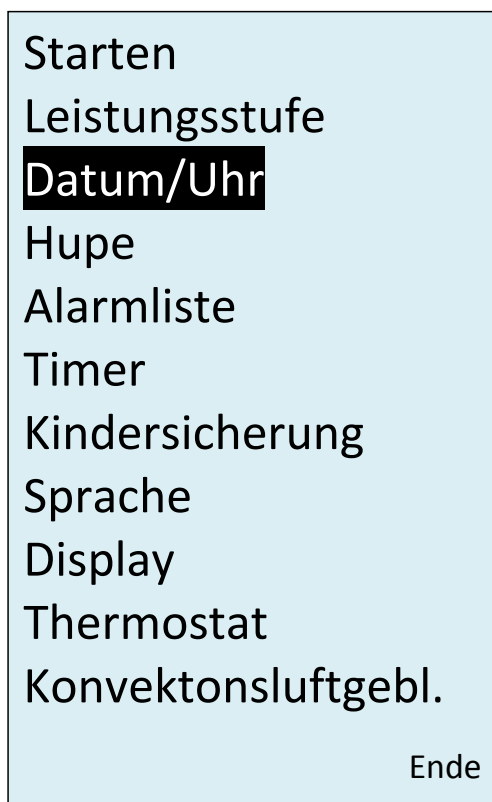 Starten
Leistungsstufe
Datum/Uhr
Hupe
Alarmliste
Timer
Kindersicherung
Sprache
Display
Thermostat
Konvektonsluftgebl.
Ende